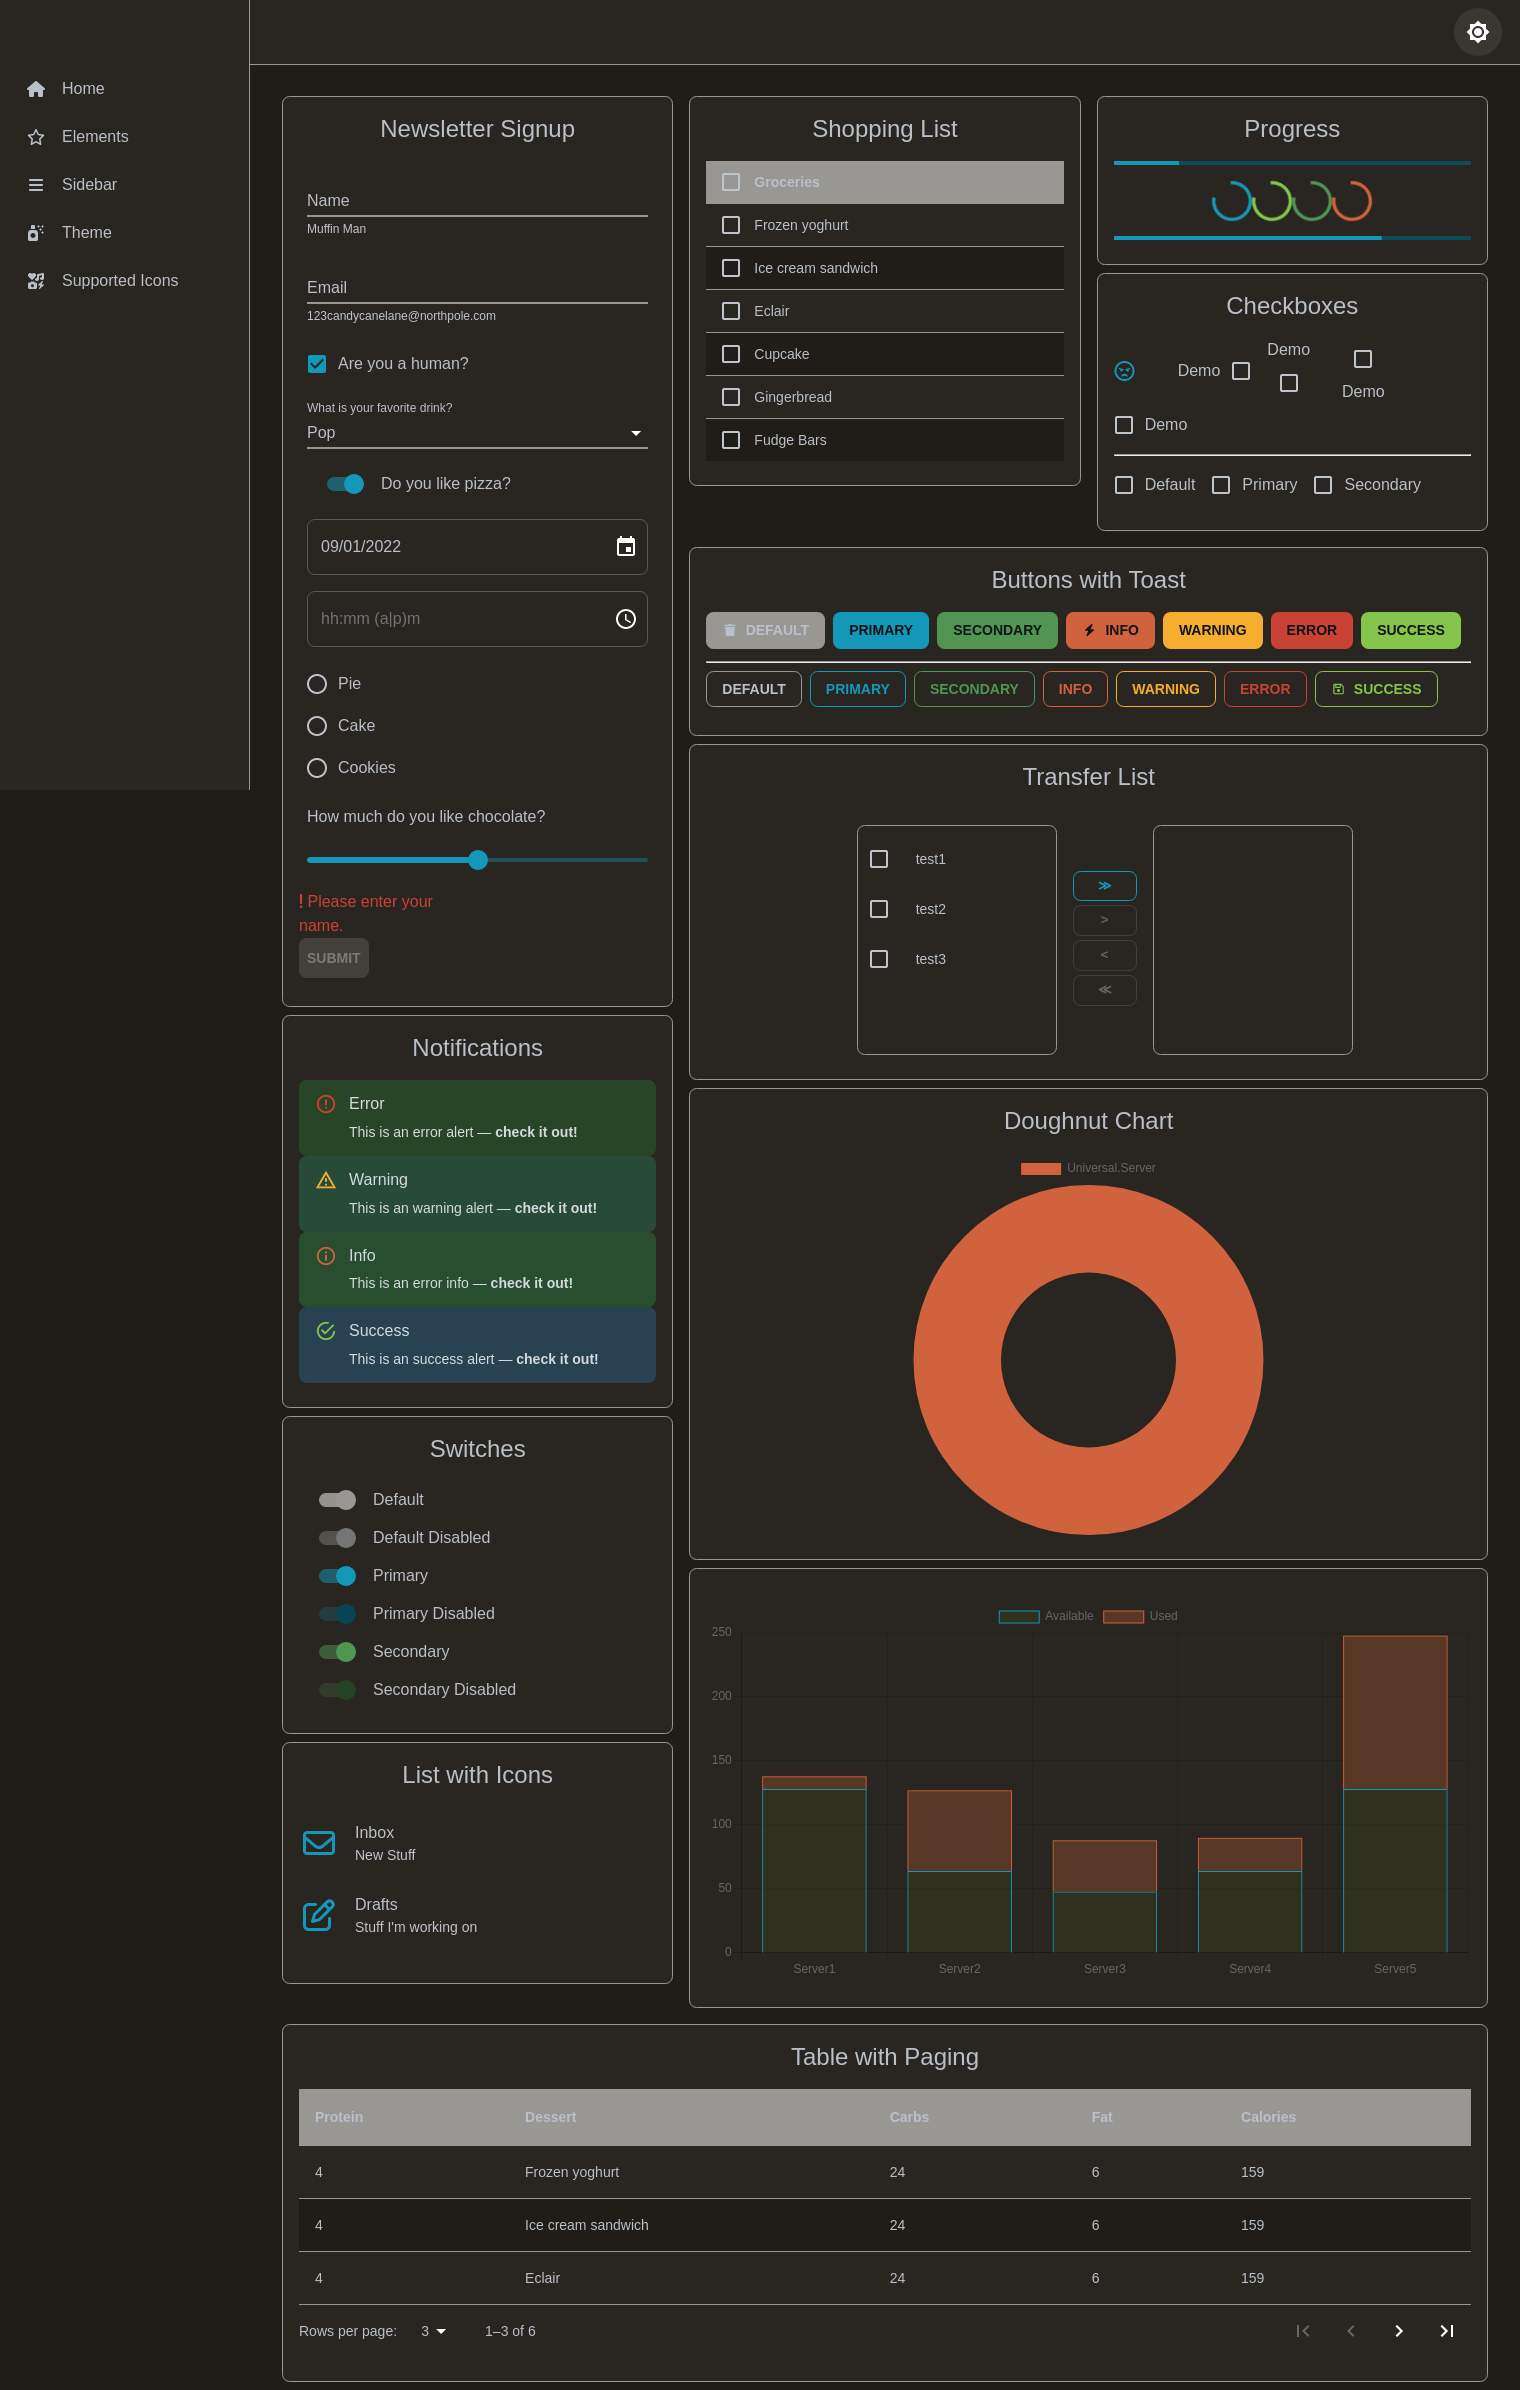 Home
Elements
Sidebar
Theme
Supported Icons
Newsletter Signup
Name
Muffin Man
Email
123candycanelane@northpole.com
Are you a human?
What is your favorite drink?
Pop
Do you like pizza?
09/01/2022
hh:mm (a|p)m
Pie
Cake
Cookies
How much do you like chocolate?
! Please enter your
name.
SUBMIT
Notifications
Error
This is an error alert — check it out!
Warning
This is an warning alert — check it out!
Info
This is an error info — check it out!
Success
This is an success alert — check it out!
Switches
Default
Default Disabled
Primary
Primary Disabled
Secondary
Secondary Disabled
List with Icons
Inbox
New Stuff
Drafts
Stuff I'm working on
Shopping List
Groceries
Frozen yoghurt
Ice cream sandwich
Eclair
Cupcake
Gingerbread
Fudge Bars
Progress
Checkboxes
Demo
Demo
Demo
Demo
Default Primary Secondary
Buttons with Toast
DEFAULT PRIMARY SECONDARY INFO WARNING ERROR SUCCESS
DEFAULT PRIMARY SECONDARY INFO WARNING ERROR SUCCESS
Transfer List
test1
test2
test3
≫
>
<
≪
Doughnut Chart
Universal.Server
Available Used
250
200
150
100
50
0
Server1 Server2 Server3 Server4 Server5
Table with Paging
Protein Dessert Carbs Fat Calories
4 Frozen yoghurt 24 6 159
4 Ice cream sandwich 24 6 159
4 Eclair 24 6 159
Rows per page: 3 1–3 of 6